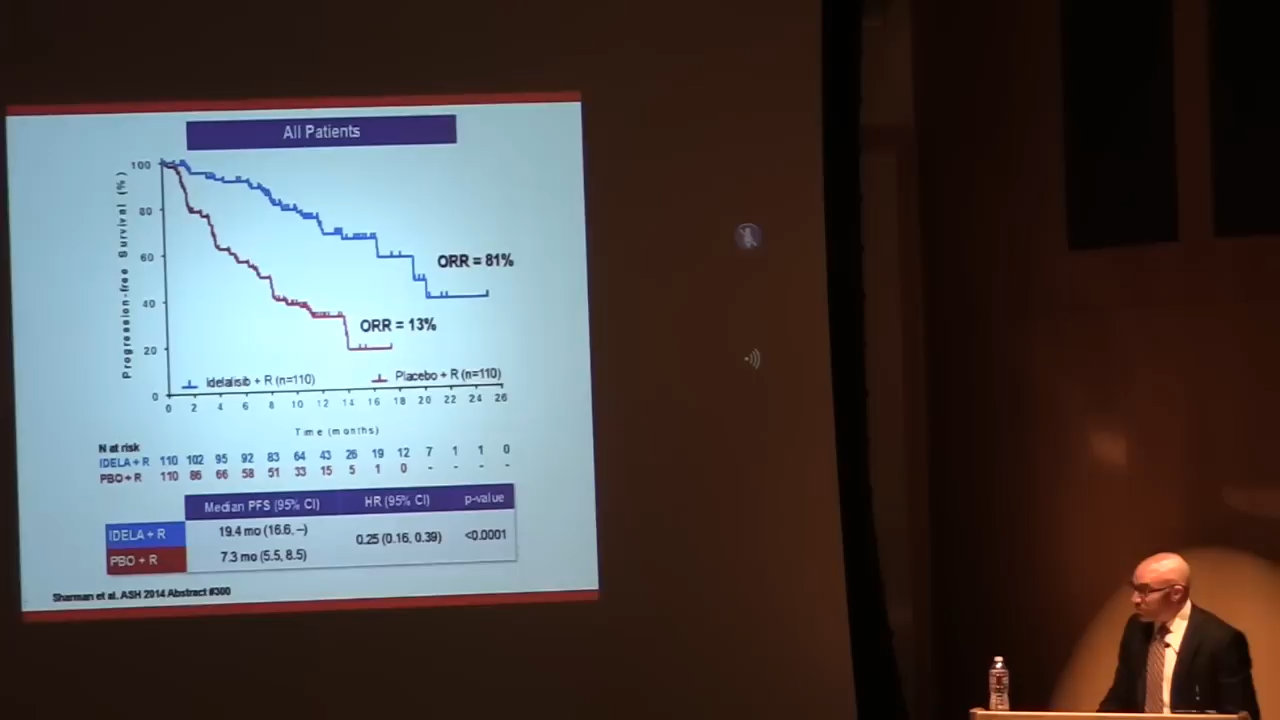 All Patients
Progression-free Survival (%)
100
80
60
40
20
0
ORR = 81%
ORR = 13%
Idelalisib + R (n=110) Placebo + R (n=110)
0 2 4 6 8 10 12 14 16 18 20 22 24 26
Time (months)
N at risk
IDELA + R 110 102 95 92 83 64 43 26 19 12 7 1 1 0
PBO + R 110 86 66 58 51 33 15 5 1 0 - - - -
Median PFS (95% CI) HR (95% CI) p-value
IDELA + R 19.4 mo (16.6, –) 0.25 (0.16, 0.39) <0.0001
PBO + R 7.3 mo (5.5, 8.5)
Sharman et al. ASH 2014 Abstract #300